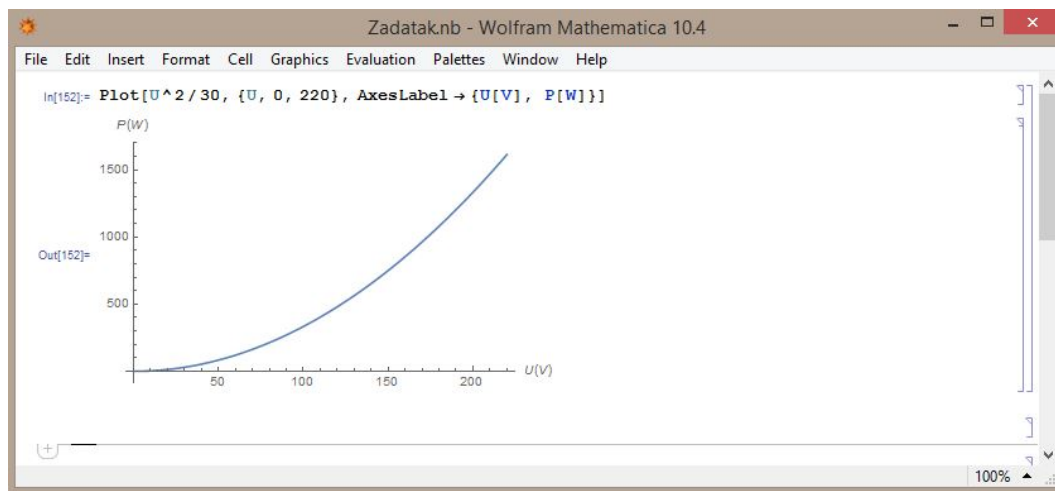 Zadatak.nb - Wolfram Mathematica 10.4
File Edit Insert Format Cell Graphics Evaluation Palettes Window Help
In[152]:= Plot[U^2/30, {U, 0, 220}, AxesLabel → {U[V], P[W]}]
P(W)
1500
1000
Out[152]=
500
50 100 150 200 U(V)
100%